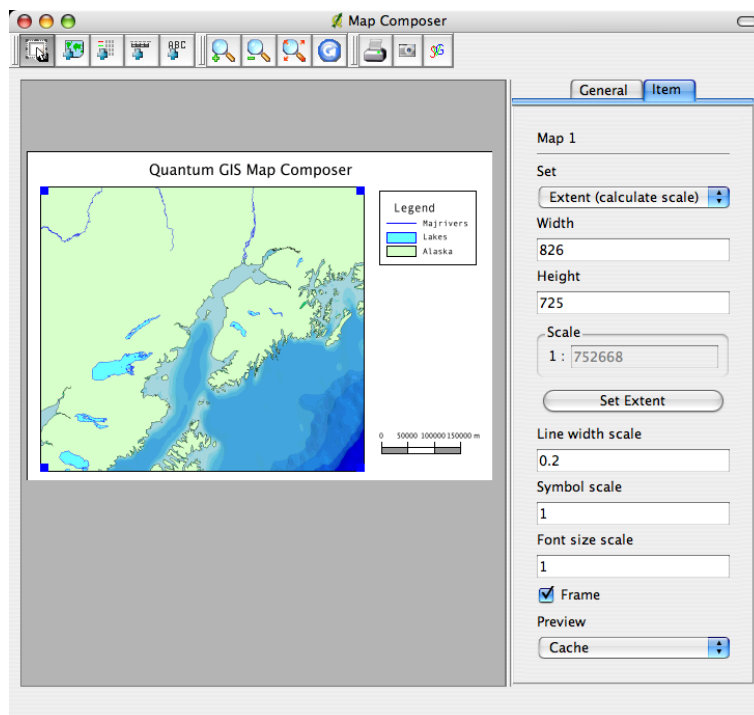 Map Composer
ABC
SG
General
Item
Map 1
Set
Extent (calculate scale)
Width
826
Height
725
Scale
1 : 752668
Set Extent
Line width scale
0.2
Symbol scale
1
Font size scale
1
Frame
Preview
Cache
Quantum GIS Map Composer
Legend
Majrivers
Lakes
Alaska
0 50000 100000 150000 m